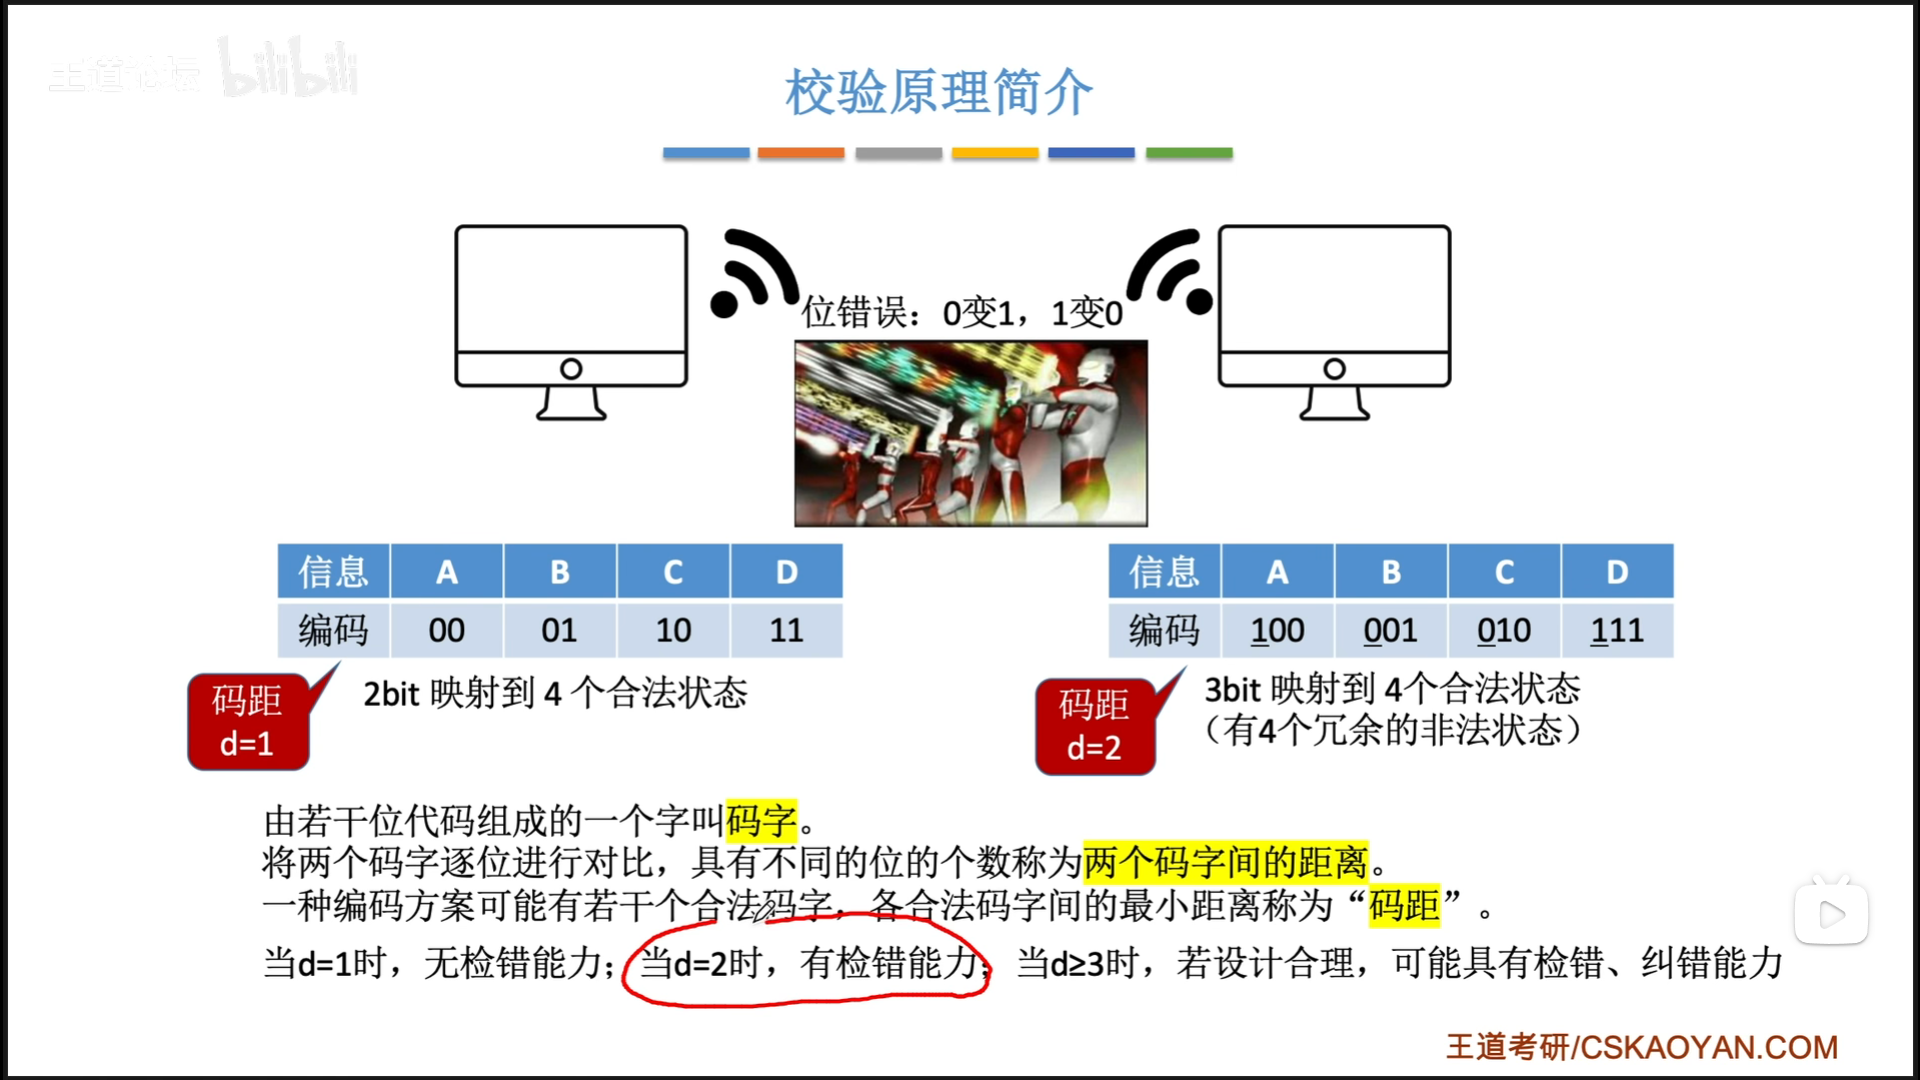 王道论坛 bilibili
校验原理简介
位错误：0变1，1变0
信息 A B C D
编码 00 01 10 11
信息 A B C D
编码 100 001 010 111
码距
d=1
2bit 映射到 4 个合法状态
码距
d=2
3bit 映射到 4个合法状态
（有4个冗余的非法状态）
由若干位代码组成的一个字叫码字。
将两个码字逐位进行对比，具有不同的位的个数称为两个码字间的距离。
一种编码方案可能有若干个合法码字，各合法码字间的最小距离称为“码距”。
当d=1时，无检错能力；当d=2时，有检错能力；当d≥3时，若设计合理，可能具有检错、纠错能力
王道考研/CSKAOYAN.COM